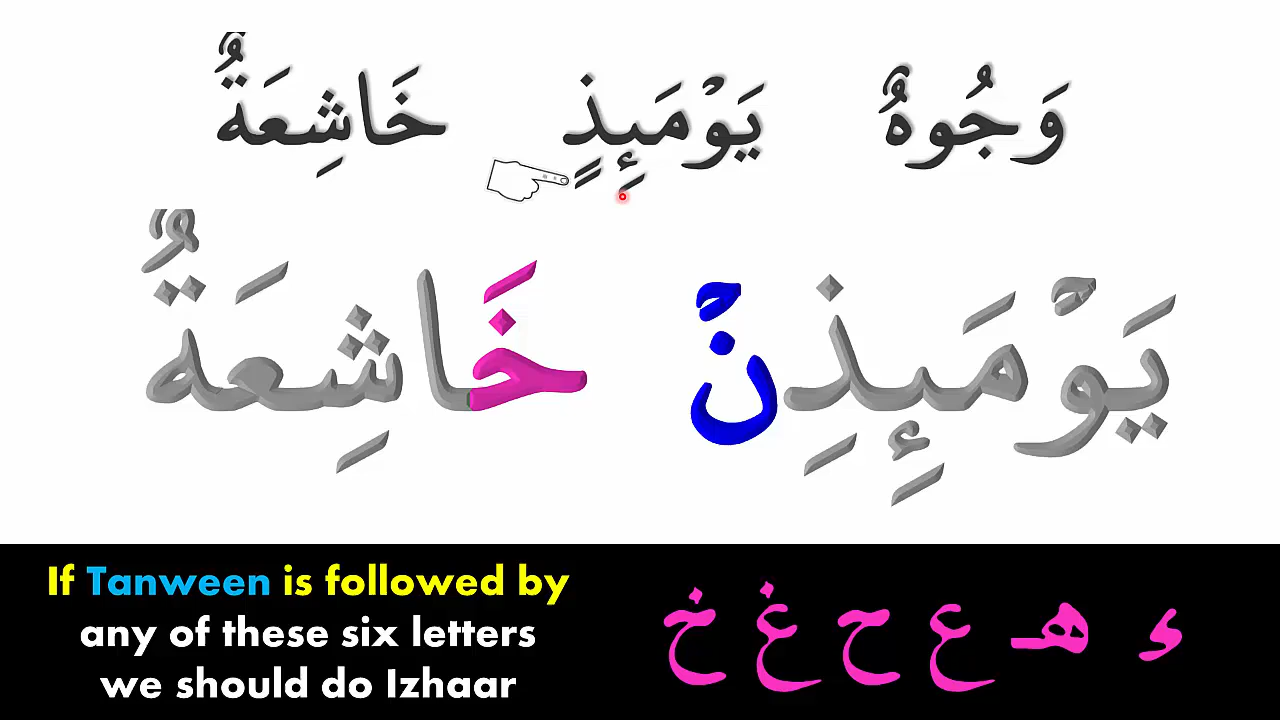 وَجُوهٌ يَوْمَئِذٍ خَاشِعَةٌ
يَوْمَئِذِنْ خَاشِعَةٌ
If Tanween is followed by
any of these six letters
we should do Izhaar
ء هـ ع ح غ خ